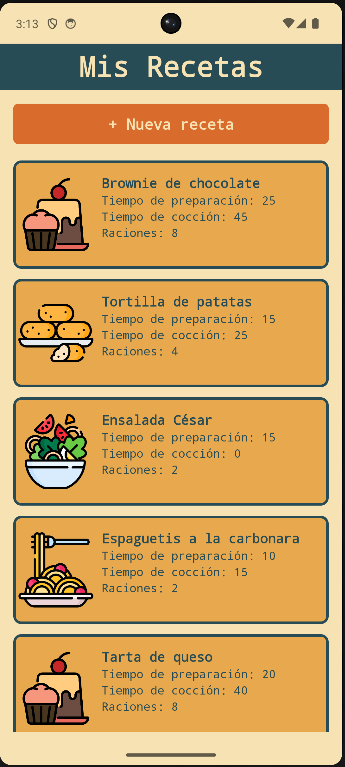 3:13
Mis Recetas
+ Nueva receta
Brownie de chocolate
Tiempo de preparación: 25
Tiempo de cocción: 45
Raciones: 8
Tortilla de patatas
Tiempo de preparación: 15
Tiempo de cocción: 25
Raciones: 4
Ensalada César
Tiempo de preparación: 15
Tiempo de cocción: 0
Raciones: 2
Espaguetis a la carbonara
Tiempo de preparación: 10
Tiempo de cocción: 15
Raciones: 2
Tarta de queso
Tiempo de preparación: 20
Tiempo de cocción: 40
Raciones: 8